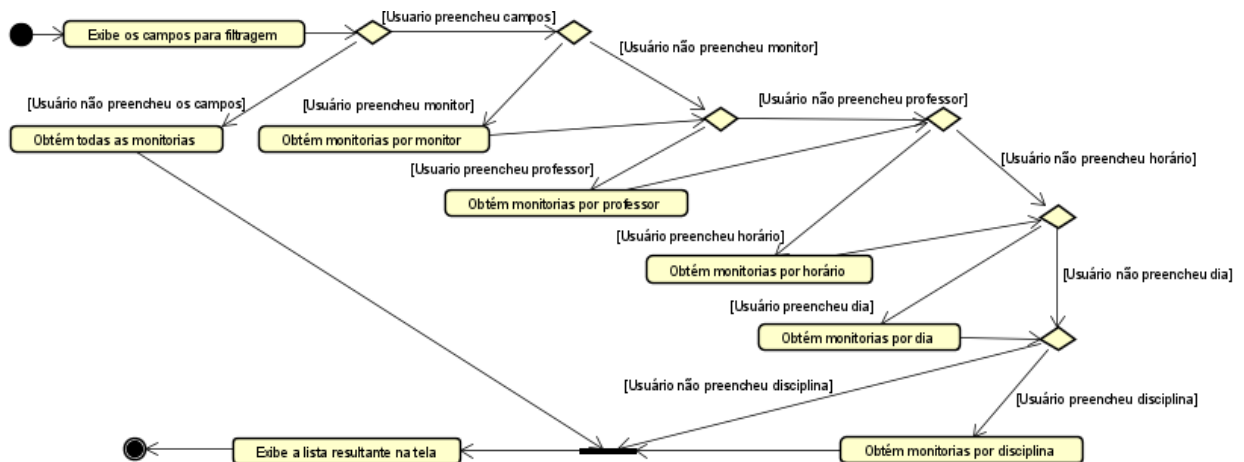 [Usuario preencheu campos]
Exibe os campos para filtragem
[Usuário não preencheu monitor]
[Usuário não preencheu os campos]
[Usuário preencheu monitor]
[Usuário não preencheu professor]
Obtém todas as monitorias
Obtém monitorias por monitor
[Usuário não preencheu horário]
[Usuario preencheu professor]
Obtém monitorias por professor
[Usuário preencheu horário]
Obtém monitorias por horário
[Usuário não preencheu dia]
[Usuário preencheu dia]
Obtém monitorias por dia
[Usuário não preencheu disciplina]
[Usuário preencheu disciplina]
Exibe a lista resultante na tela
Obtém monitorias por disciplina